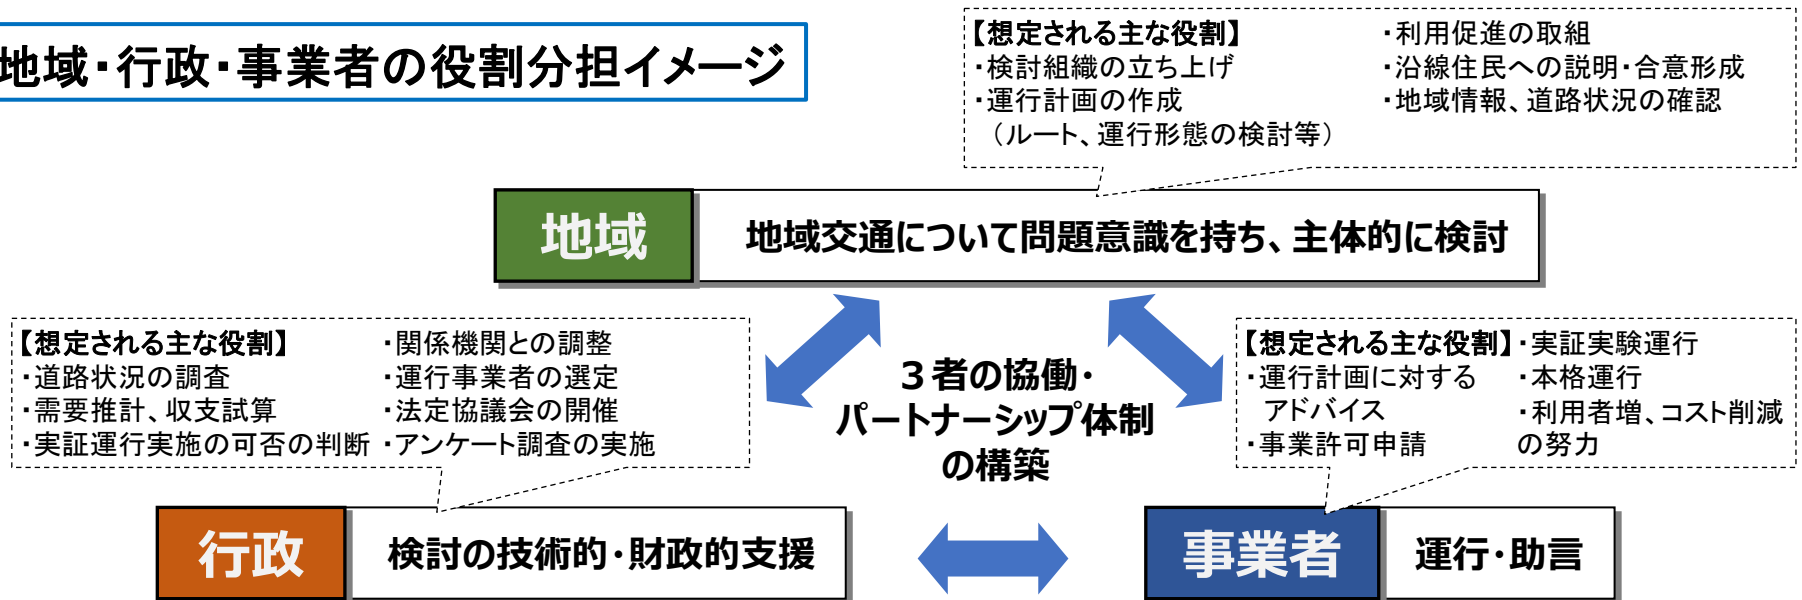 地域・行政・事業者の役割分担イメージ
【想定される主な役割】
・検討組織の立ち上げ
・運行計画の作成
（ルート、運行形態の検討等）
・利用促進の取組
・沿線住民への説明・合意形成
・地域情報、道路状況の確認
地域
地域交通について問題意識を持ち、主体的に検討
【想定される主な役割】
・道路状況の調査
・需要推計、収支試算
・実証運行実施の可否の判断
・関係機関との調整
・運行事業者の選定
・法定協議会の開催
・アンケート調査の実施
３者の協働・
パートナーシップ体制
の構築
【想定される主な役割】
・運行計画に対する
アドバイス
・事業許可申請
・実証実験運行
・本格運行
・利用者増、コスト削減
の努力
行政
検討の技術的・財政的支援
事業者
運行・助言